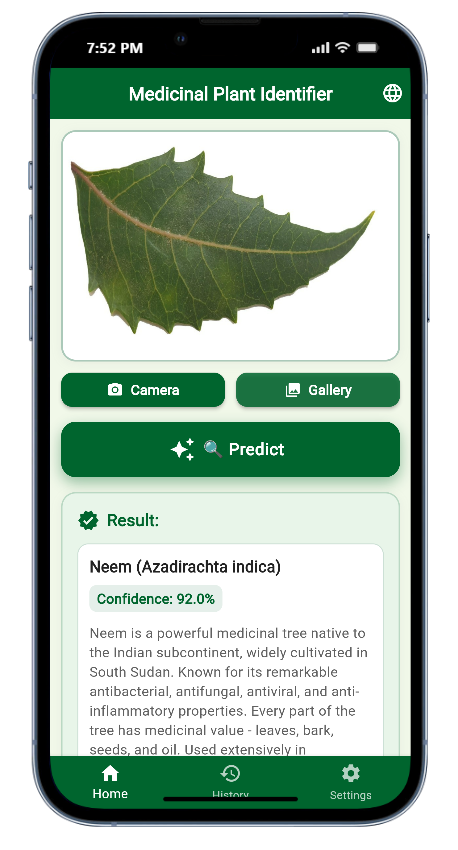 7:52 PM
Medicinal Plant Identifier
Camera
Gallery
🔍 Predict
Result:
Neem (Azadirachta indica)
Confidence: 92.0%
Neem is a powerful medicinal tree native to
the Indian subcontinent, widely cultivated in
South Sudan. Known for its remarkable
antibacterial, antifungal, antiviral, and anti-
inflammatory properties. Every part of the
tree has medicinal value - leaves, bark,
seeds, and oil. Used extensively in
Home
History
Settings